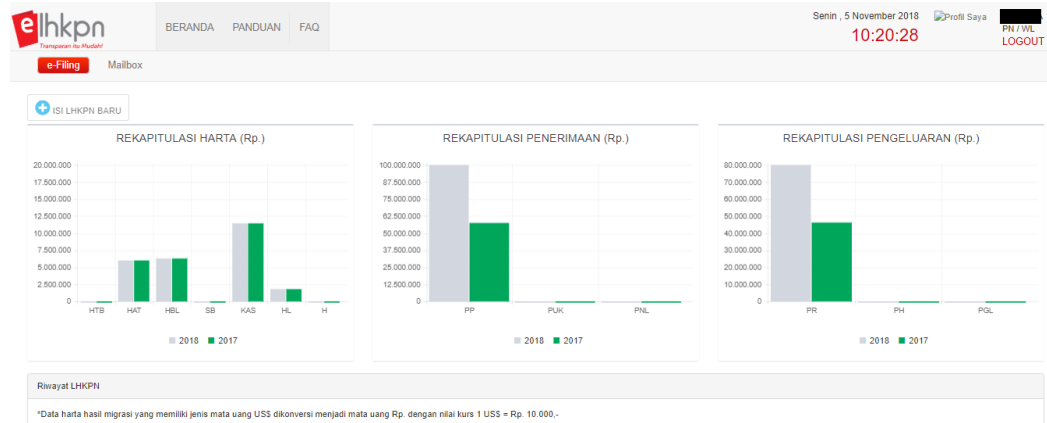 elhkpn
Transparan itu Mudah!
BERANDA PANDUAN FAQ
Senin , 5 November 2018
10:20:28
Profil Saya
PN / WL
LOGOUT
e-Filing Mailbox
ISI LHKPN BARU
REKAPITULASI HARTA (Rp.)
20.000.000
17.500.000
15.000.000
12.500.000
10.000.000
7.500.000
5.000.000
2.500.000
0
HTB HAT HBL SB KAS HL H
2018 2017
REKAPITULASI PENERIMAAN (Rp.)
100.000.000
87.500.000
75.000.000
62.500.000
50.000.000
37.500.000
25.000.000
12.500.000
0
PP PUK PNL
2018 2017
REKAPITULASI PENGELUARAN (Rp.)
80.000.000
70.000.000
60.000.000
50.000.000
40.000.000
30.000.000
20.000.000
10.000.000
0
PR PH PGL
2018 2017
Riwayat LHKPN
*Data harta hasil migrasi yang memiliki jenis mata uang US$ dikonversi menjadi mata uang Rp. dengan nilai kurs 1 US$ = Rp. 10.000,-